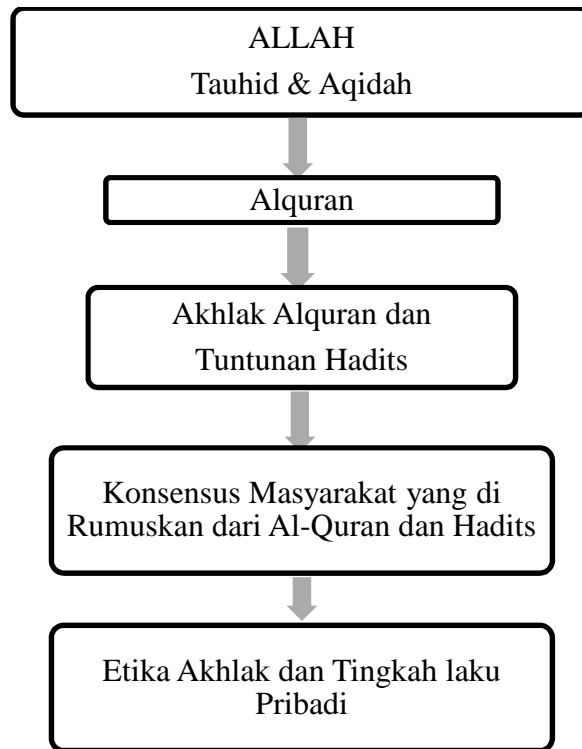 ALLAH
Tauhid & Aqidah
Alquran
Akhlak Alquran dan
Tuntunan Hadits
Konsensus Masyarakat yang di
Rumuskan dari Al-Quran dan Hadits
Etika Akhlak dan Tingkah laku
Pribadi